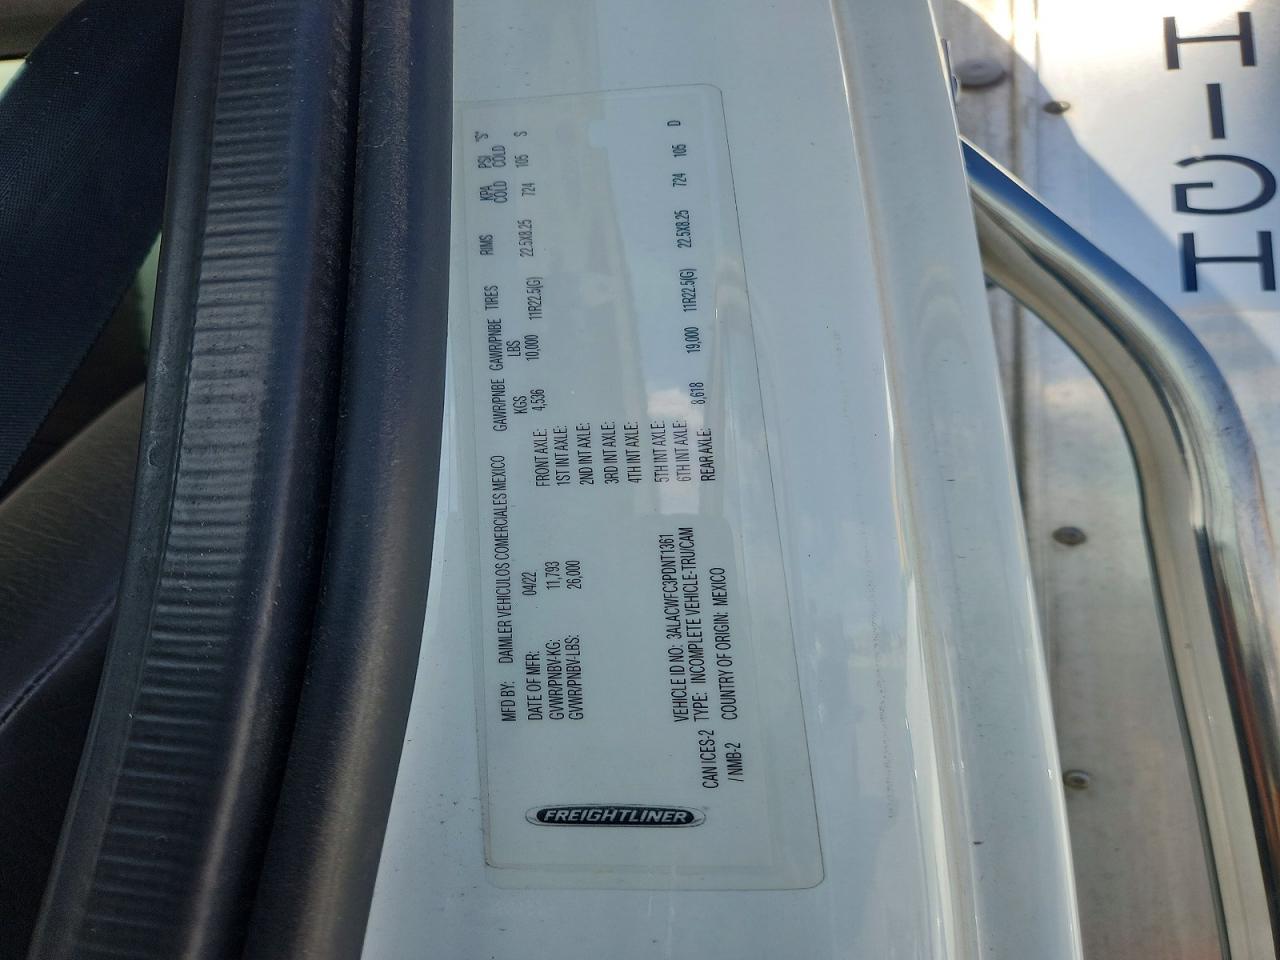 MFD BY: DAIMLER VEHICULOS COMERCIALES MEXICO
DATE OF MFR: 04/22
GVWR/PNBV-KG: 11,793
GVWR/PNBV-LBS: 26,000
GAWR/PNBE KGS GAWR/PNBE LBS TIRES RIMS KPA COLD PSI COLD "S"
FRONT AXLE: 4,536 10,000 11R22.5(G) 22.5X8.25 724 105 S
1ST INT AXLE:
2ND INT AXLE:
3RD INT AXLE:
4TH INT AXLE:
5TH INT AXLE:
6TH INT AXLE:
REAR AXLE: 8,618 19,000 11R22.5(G) 22.5X8.25 724 105 D
VEHICLE ID NO: 3ALACWFC3PDNT1361
TYPE: INCOMPLETE VEHICLE-TRU/CAM
COUNTRY OF ORIGIN: MEXICO
CAN ICES-2
/ NMB-2
FREIGHTLINER
HIGH